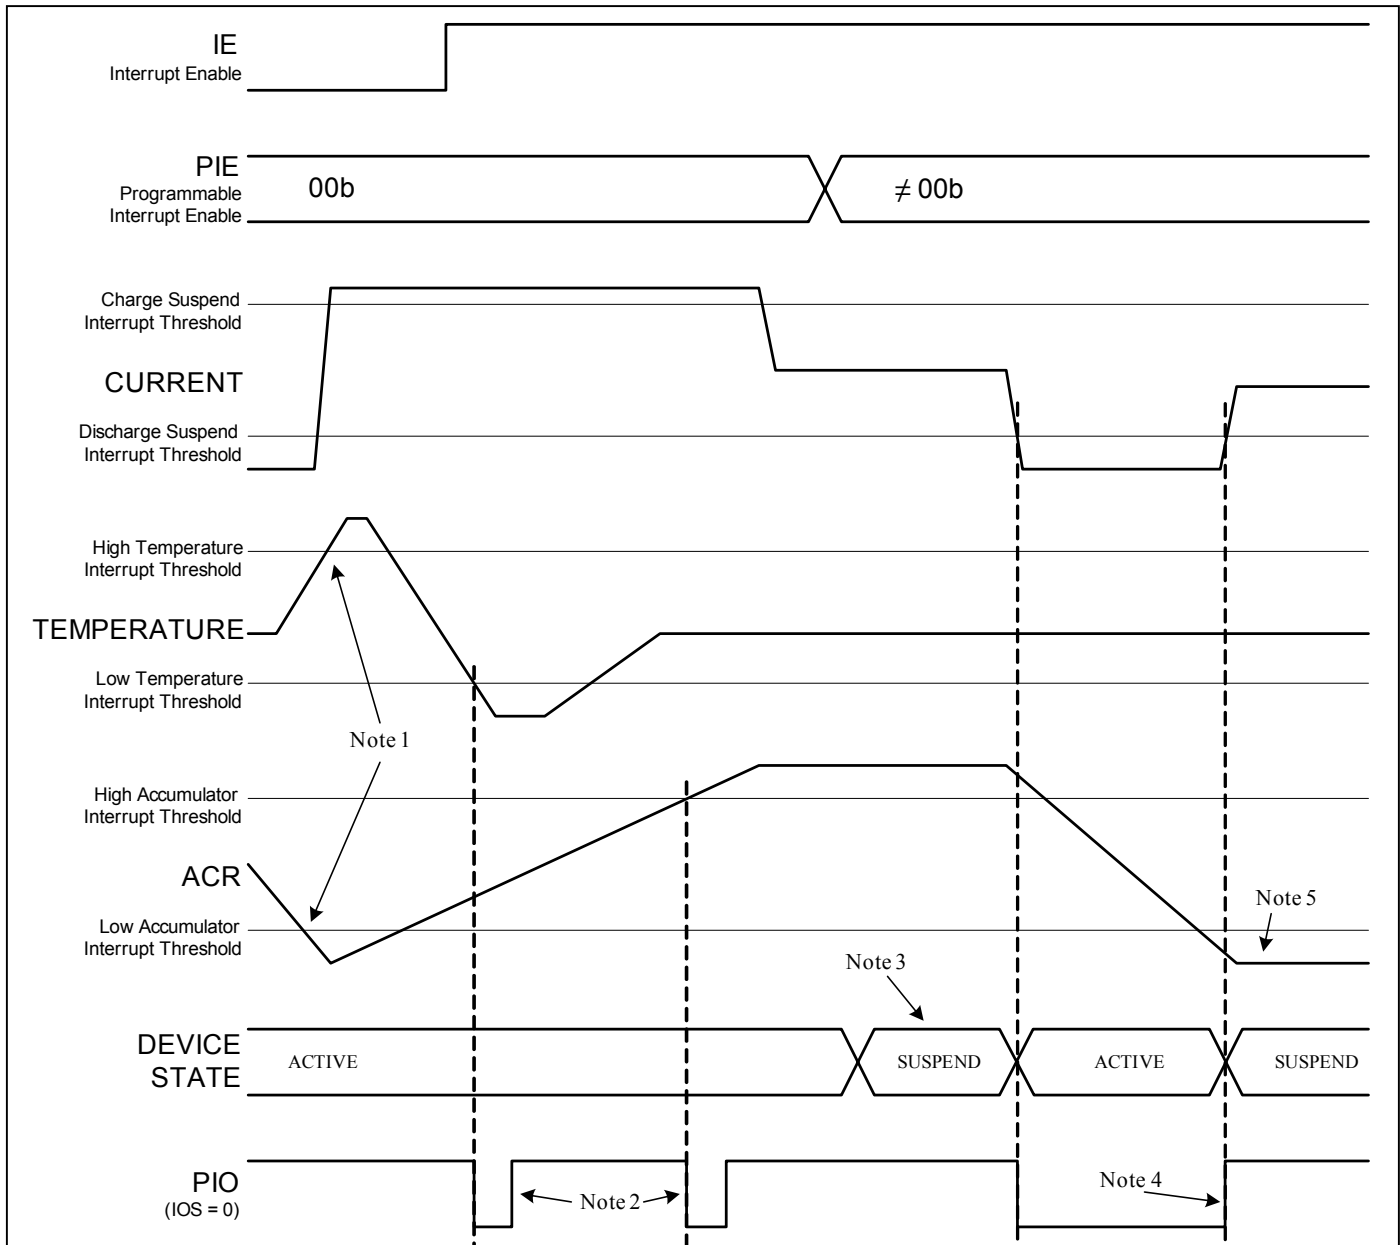 IE
Interrupt Enable
PIE
Programmable
Interrupt Enable
00b
≠ 00b
Charge Suspend
Interrupt Threshold
CURRENT
Discharge Suspend
Interrupt Threshold
High Temperature
Interrupt Threshold
TEMPERATURE
Low Temperature
Interrupt Threshold
Note 1
High Accumulator
Interrupt Threshold
ACR
Low Accumulator
Interrupt Threshold
Note 5
Note 3
DEVICE
STATE
ACTIVE
SUSPEND
ACTIVE
SUSPEND
PIO
(IOS = 0)
Note 2
Note 4